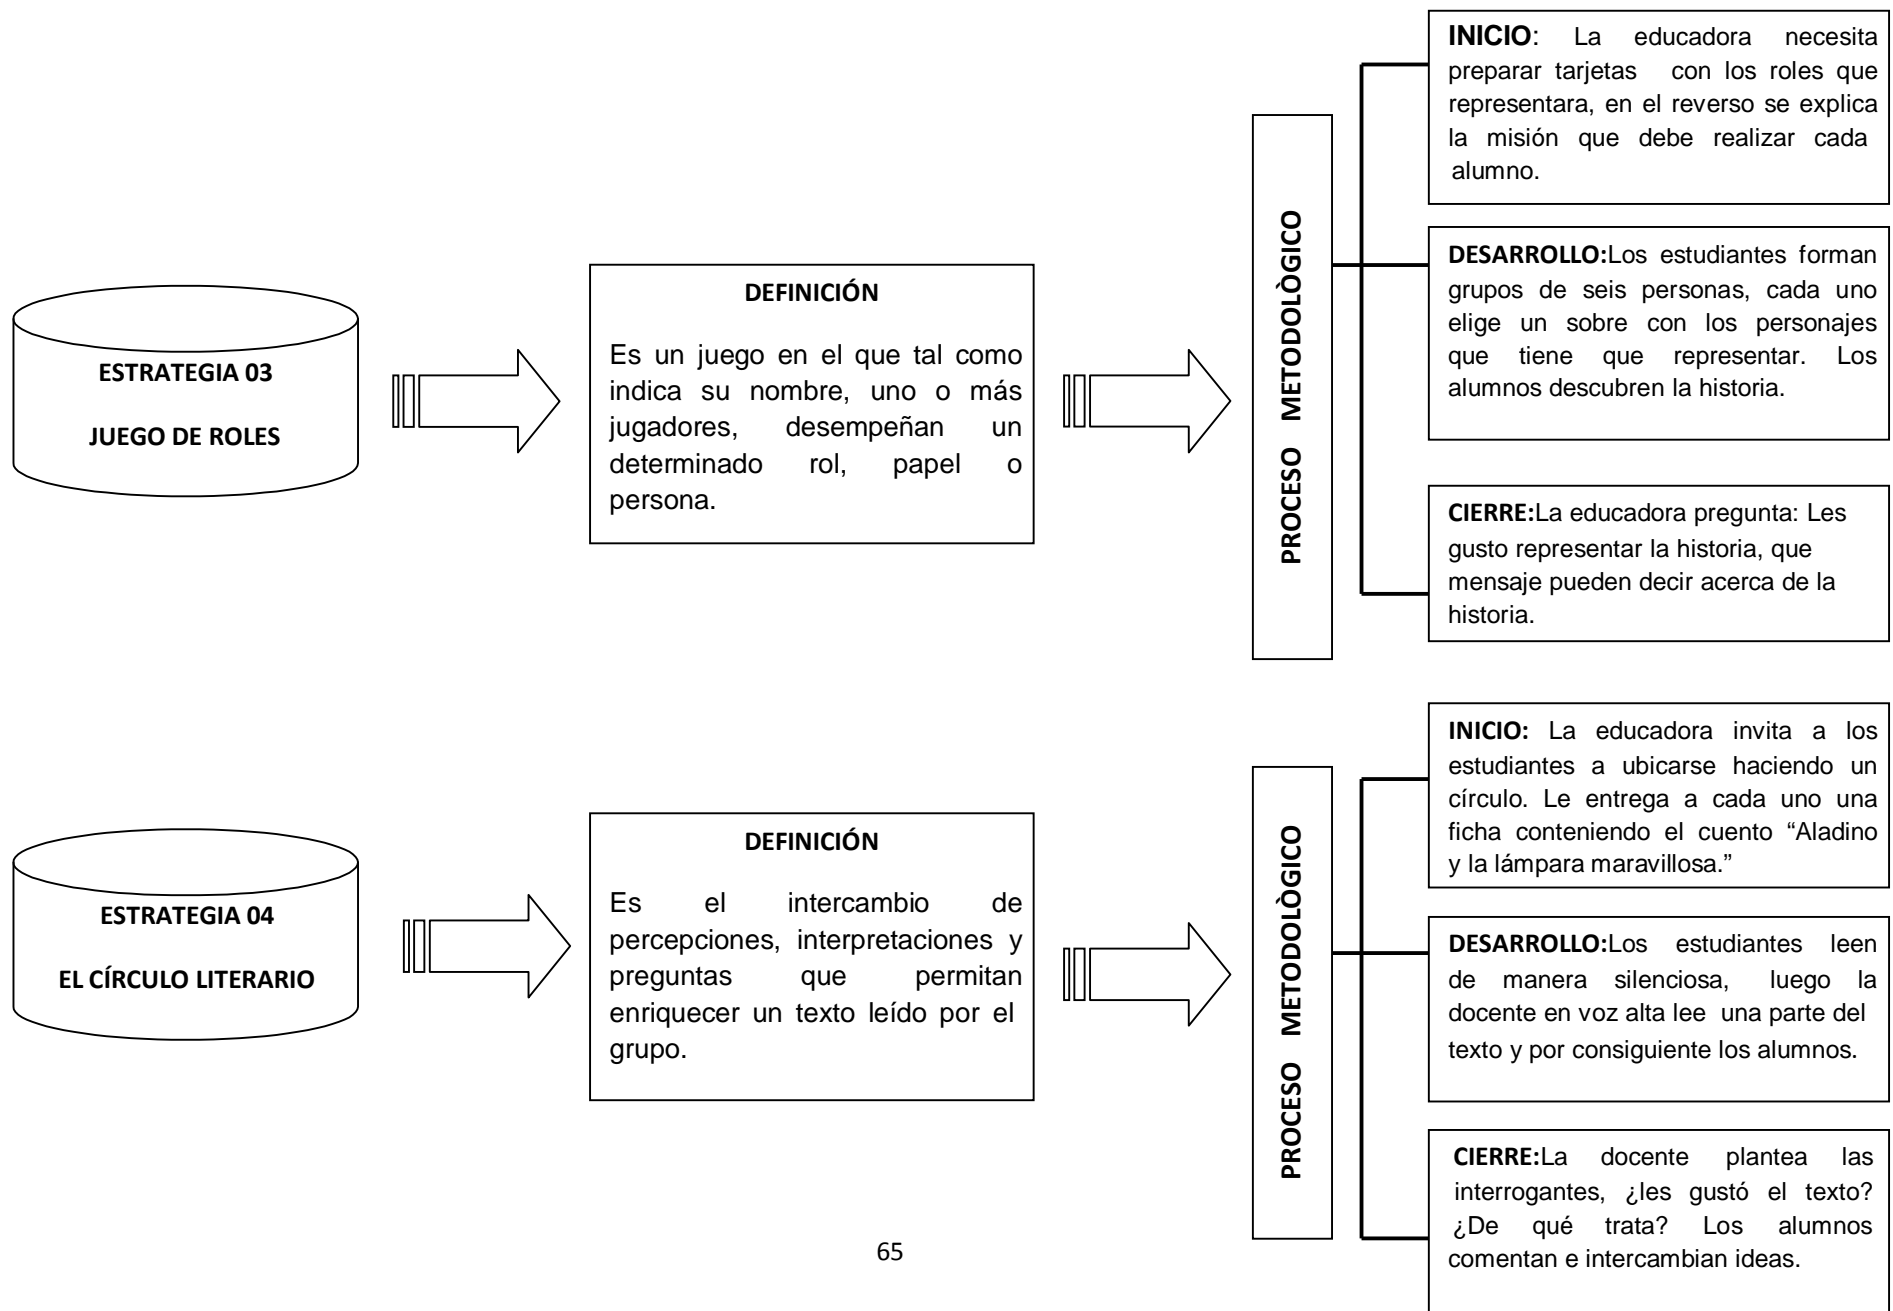 ESTRATEGIA 03
JUEGO DE ROLES
DEFINICIÓN
Es un juego en el que tal como
indica su nombre, uno o más
jugadores, desempeñan un
determinado rol, papel o
persona.
PROCESO METODOLÒGICO
INICIO: La educadora necesita
preparar tarjetas con los roles que
representara, en el reverso se explica
la misión que debe realizar cada
alumno.
DESARROLLO:Los estudiantes forman
grupos de seis personas, cada uno
elige un sobre con los personajes
que tiene que representar. Los
alumnos descubren la historia.
CIERRE:La educadora pregunta: Les
gusto representar la historia, que
mensaje pueden decir acerca de la
historia.
ESTRATEGIA 04
EL CÍRCULO LITERARIO
DEFINICIÓN
Es el intercambio de
percepciones, interpretaciones y
preguntas que permitan
enriquecer un texto leído por el
grupo.
PROCESO METODOLÒGICO
INICIO: La educadora invita a los
estudiantes a ubicarse haciendo un
círculo. Le entrega a cada uno una
ficha conteniendo el cuento “Aladino
y la lámpara maravillosa.”
DESARROLLO:Los estudiantes leen
de manera silenciosa, luego la
docente en voz alta lee una parte del
texto y por consiguiente los alumnos.
CIERRE:La docente plantea las
interrogantes, ¿les gustó el texto?
¿De qué trata? Los alumnos
comentan e intercambian ideas.
65